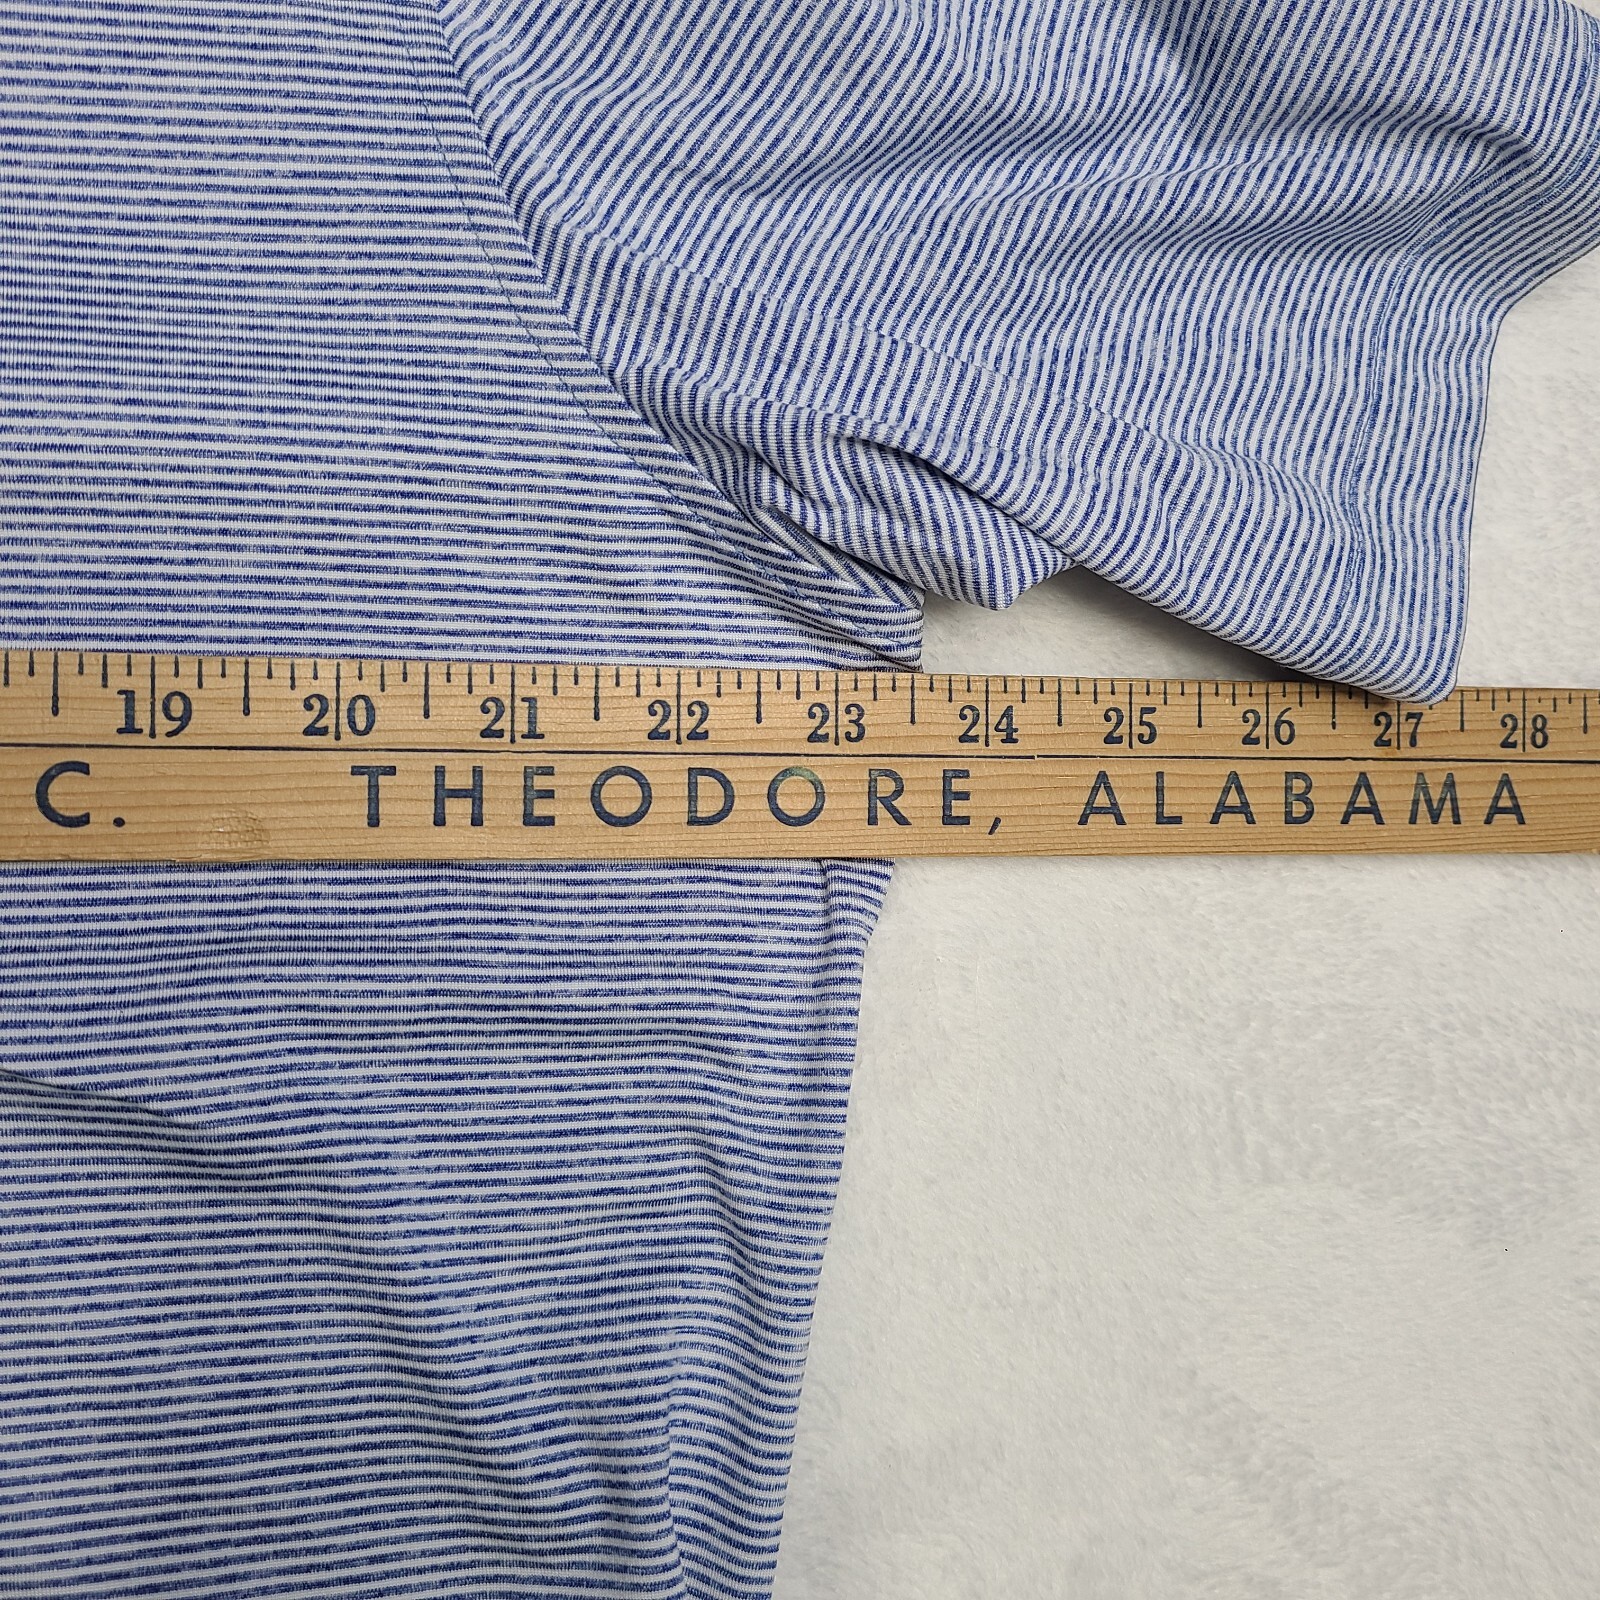 19 20 21 22 23 24 25 26 27 28
C. THEODORE, ALABAMA